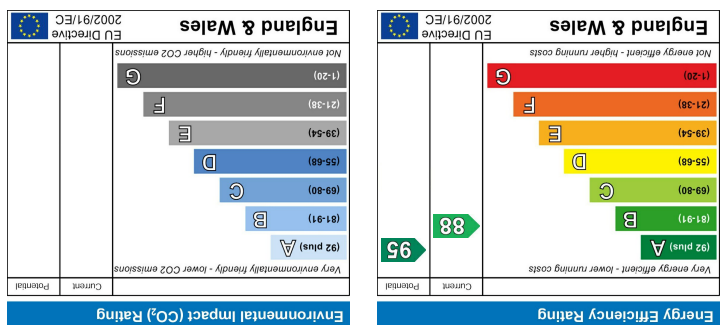 Energy Efficiency Rating
Current
Potential
Very energy efficient - lower running costs
(92 plus) A
(81-91) B
(69-80) C
(55-68) D
(39-54) E
(21-38) F
(1-20) G
Not energy efficient - higher running costs
88
95
England & Wales
EU Directive
2002/91/EC
Environmental Impact (CO₂) Rating
Current
Potential
Very environmentally friendly - lower CO2 emissions
(92 plus) A
(81-91) B
(69-80) C
(55-68) D
(39-54) E
(21-38) F
(1-20) G
Not environmentally friendly - higher CO2 emissions
England & Wales
EU Directive
2002/91/EC